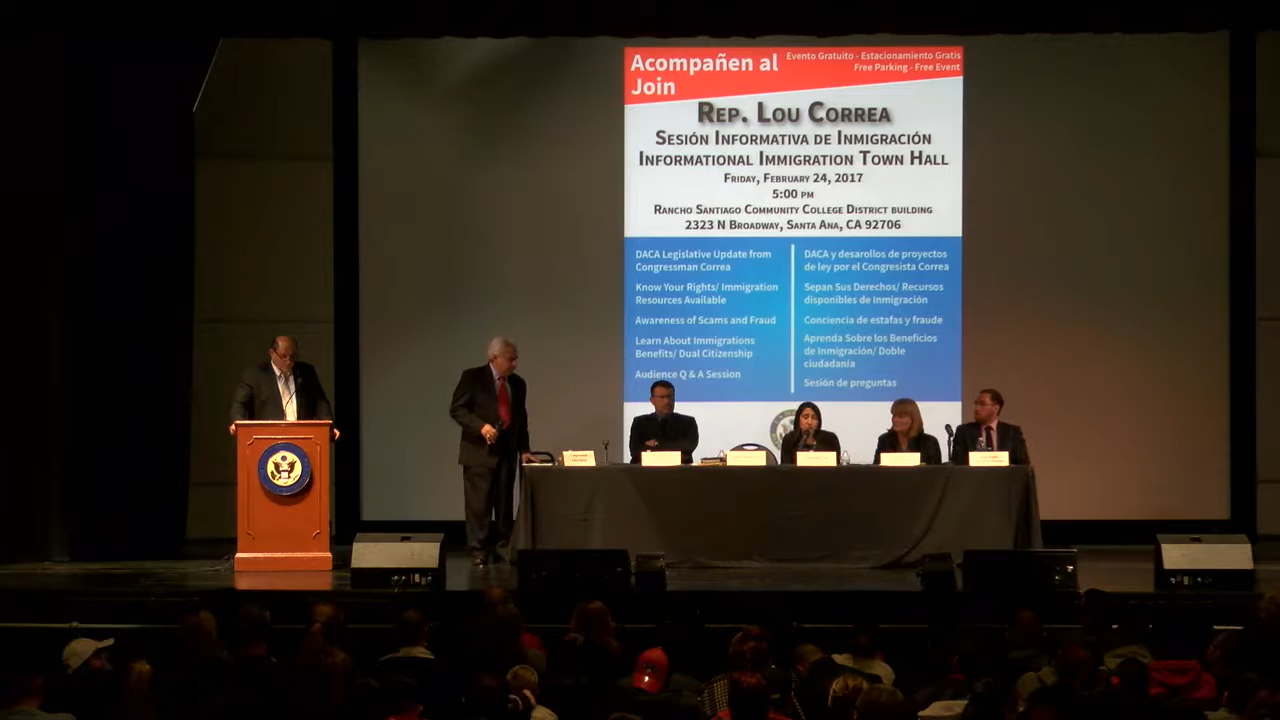 Acompañen al
Join
Evento Gratuito - Estacionamiento Gratis
Free Parking - Free Event
Rep. Lou Correa
Sesión Informativa de Inmigración
Informational Immigration Town Hall
Friday, February 24, 2017
5:00 pm
Rancho Santiago Community College District building
2323 N Broadway, Santa Ana, CA 92706
DACA Legislative Update from
Congressman Correa
Know Your Rights/ Immigration
Resources Available
Awareness of Scams and Fraud
Learn About Immigrations
Benefits/ Dual Citizenship
Audience Q & A Session
DACA y desarollos de proyectos
de ley por el Congresista Correa
Sepan Sus Derechos/ Recursos
disponibles de Inmigración
Conciencia de estafas y fraude
Aprenda Sobre los Beneficios
de Inmigración/ Doble
ciudadanía
Sesión de preguntas